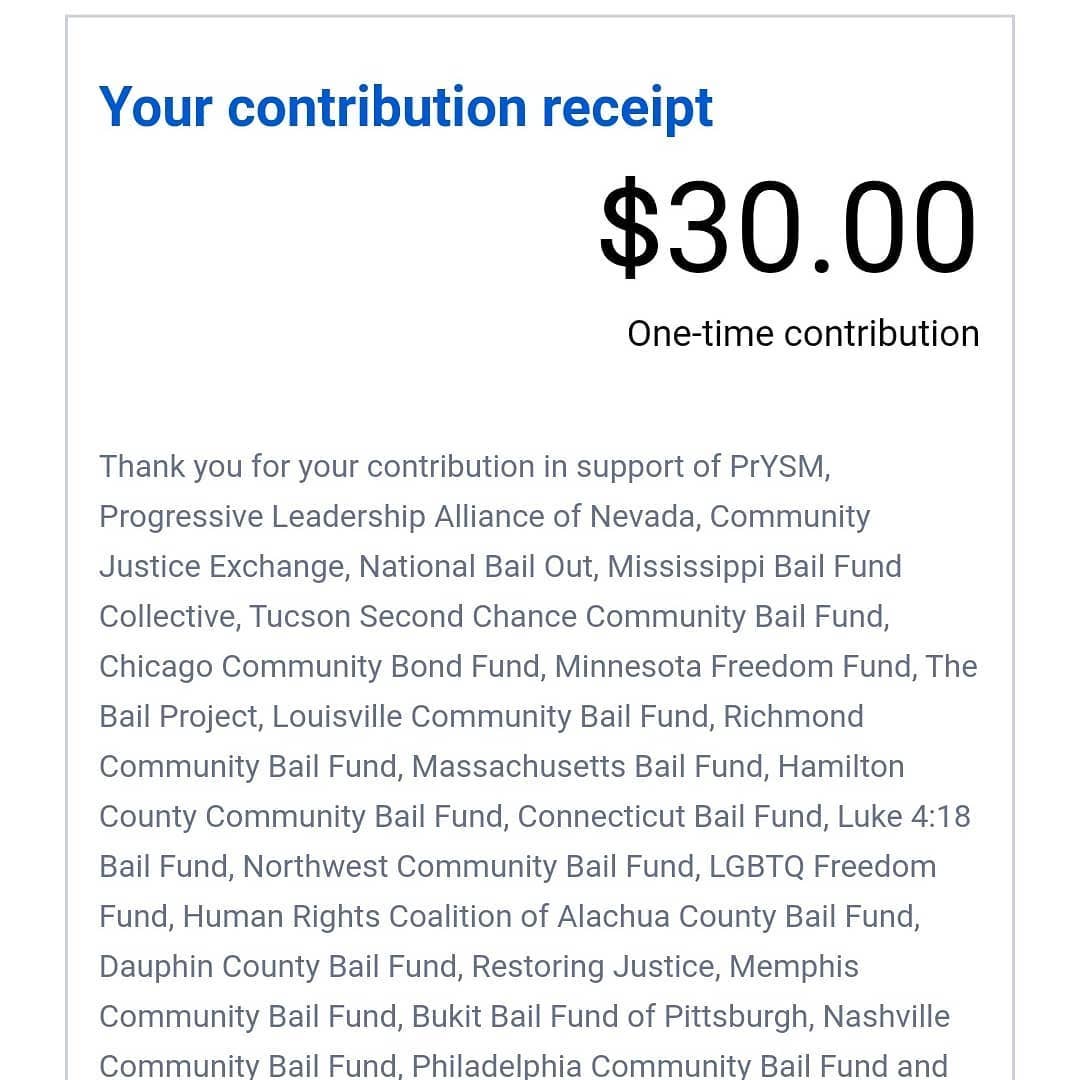 Your contribution receipt
$30.00
One-time contribution
Thank you for your contribution in support of PrYSM,
Progressive Leadership Alliance of Nevada, Community
Justice Exchange, National Bail Out, Mississippi Bail Fund
Collective, Tucson Second Chance Community Bail Fund,
Chicago Community Bond Fund, Minnesota Freedom Fund, The
Bail Project, Louisville Community Bail Fund, Richmond
Community Bail Fund, Massachusetts Bail Fund, Hamilton
County Community Bail Fund, Connecticut Bail Fund, Luke 4:18
Bail Fund, Northwest Community Bail Fund, LGBTQ Freedom
Fund, Human Rights Coalition of Alachua County Bail Fund,
Dauphin County Bail Fund, Restoring Justice, Memphis
Community Bail Fund, Bukit Bail Fund of Pittsburgh, Nashville
Community Bail Fund, Philadelphia Community Bail Fund and